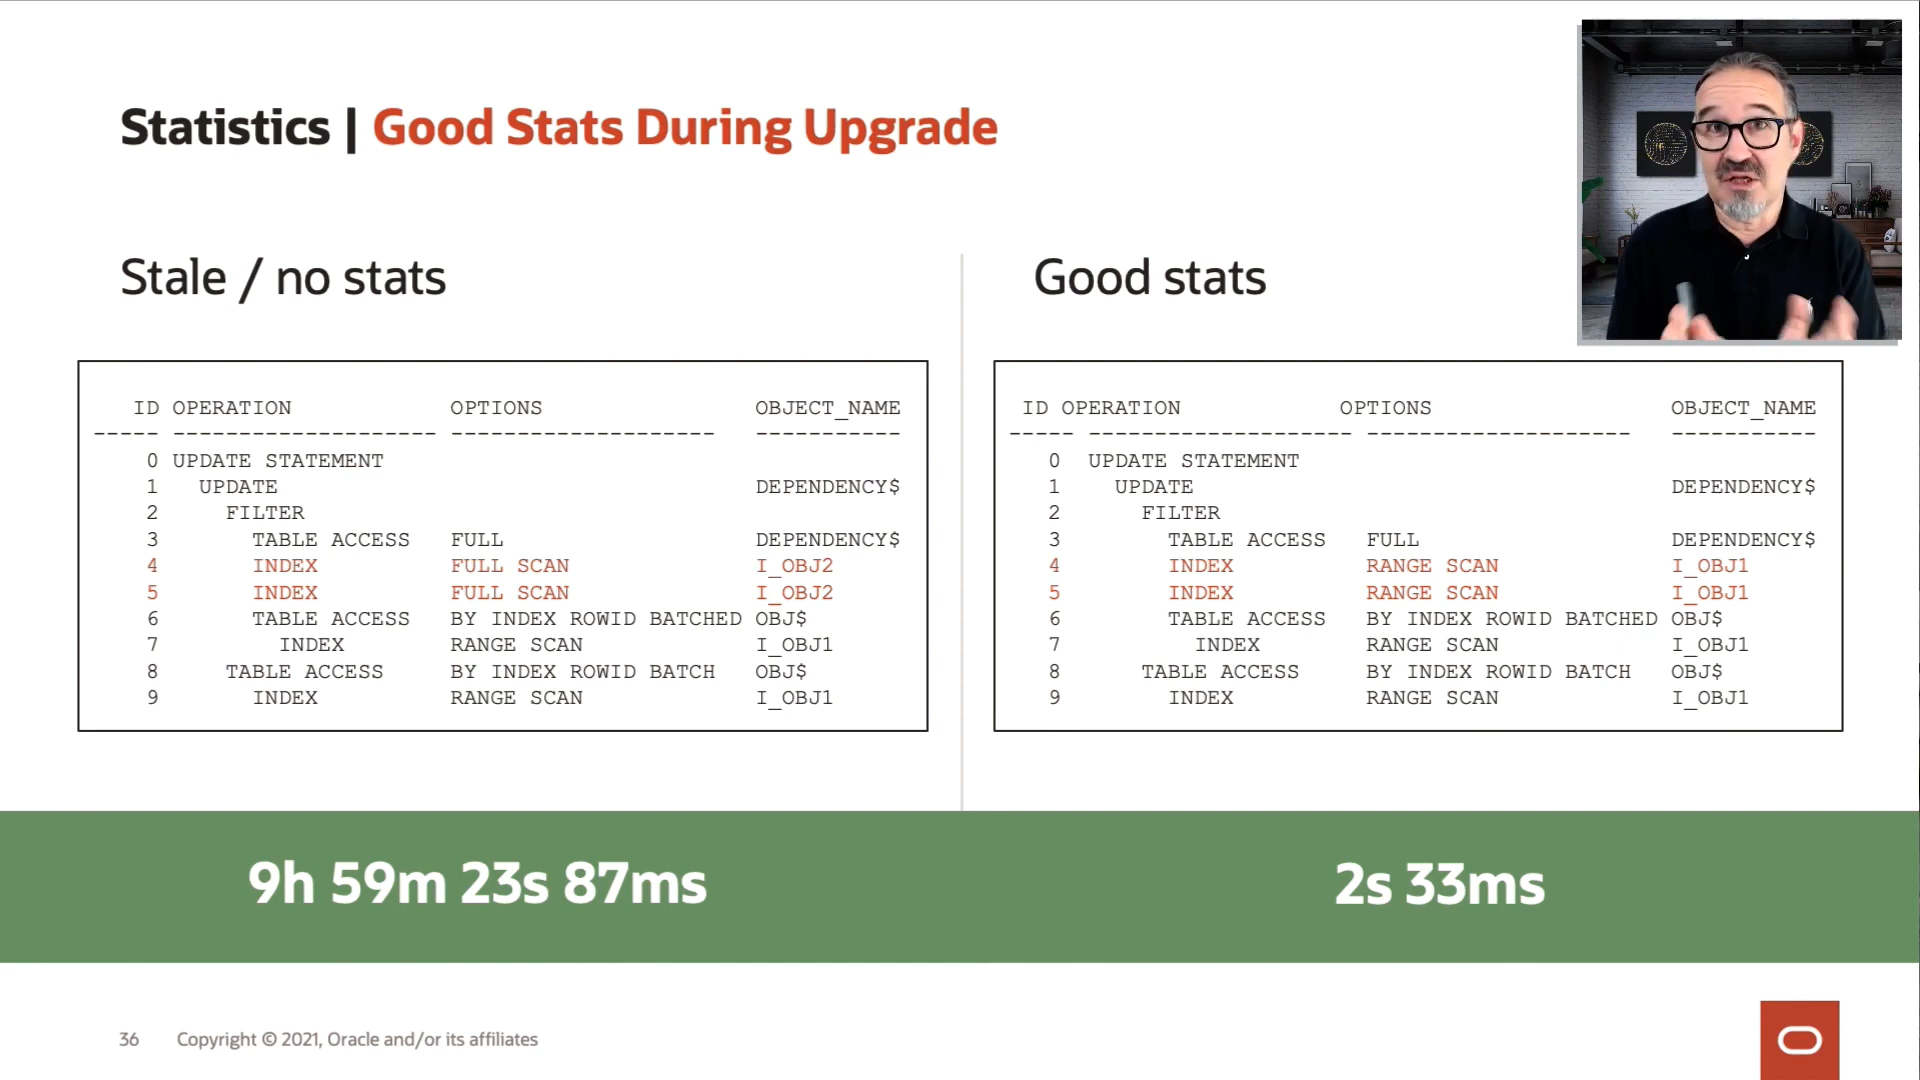 Statistics | Good Stats During Upgrade
Stale / no stats
ID OPERATION OPTIONS OBJECT_NAME
----- -------------------- -------------------- -----------
0 UPDATE STATEMENT
1 UPDATE DEPENDENCY$
2 FILTER
3 TABLE ACCESS FULL DEPENDENCY$
4 INDEX FULL SCAN I_OBJ2
5 INDEX FULL SCAN I_OBJ2
6 TABLE ACCESS BY INDEX ROWID BATCHED OBJ$
7 INDEX RANGE SCAN I_OBJ1
8 TABLE ACCESS BY INDEX ROWID BATCH OBJ$
9 INDEX RANGE SCAN I_OBJ1
9h 59m 23s 87ms
Good stats
ID OPERATION OPTIONS OBJECT_NAME
----- -------------------- -------------------- -----------
0 UPDATE STATEMENT
1 UPDATE DEPENDENCY$
2 FILTER
3 TABLE ACCESS FULL DEPENDENCY$
4 INDEX RANGE SCAN I_OBJ1
5 INDEX RANGE SCAN I_OBJ1
6 TABLE ACCESS BY INDEX ROWID BATCHED OBJ$
7 INDEX RANGE SCAN I_OBJ1
8 TABLE ACCESS BY INDEX ROWID BATCH OBJ$
9 INDEX RANGE SCAN I_OBJ1
2s 33ms
36 Copyright © 2021, Oracle and/or its affiliates